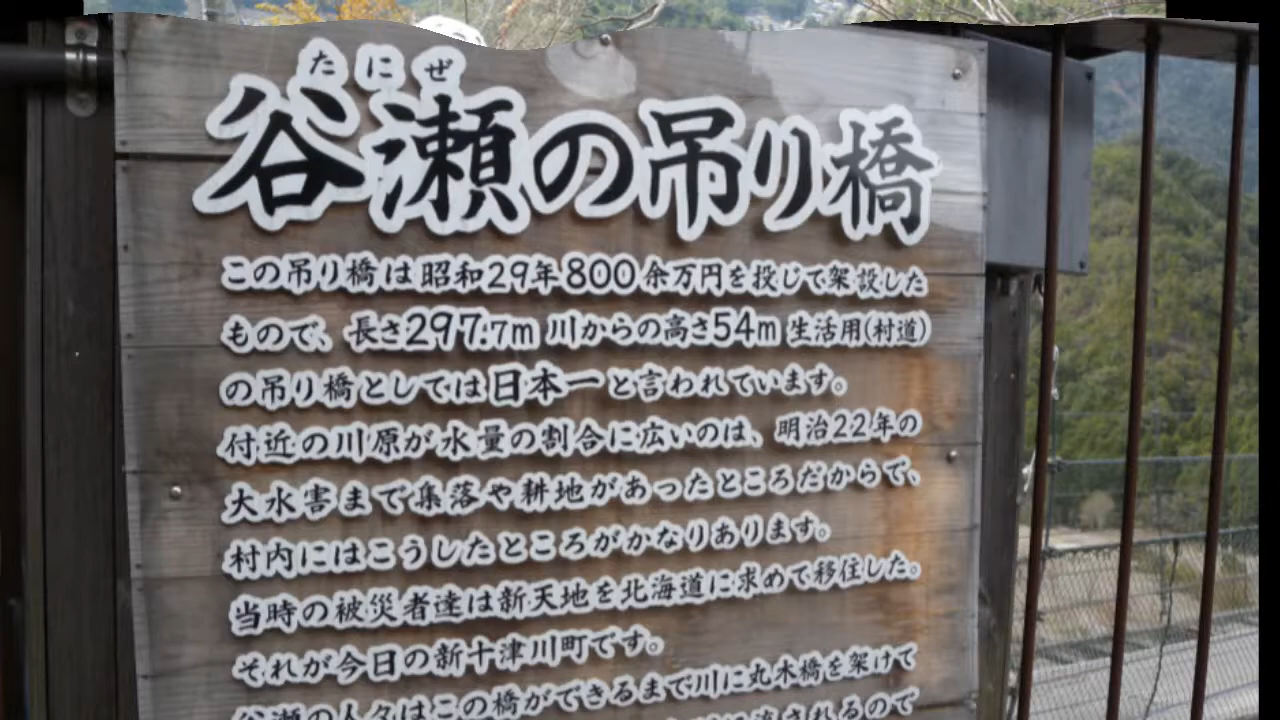 たにぜ
谷瀬の吊り橋
この吊り橋は昭和29年800余万円を投じて架設した
もので、長さ297.7m 川からの高さ54m 生活用(村道)
の吊り橋としては日本一と言われています。
付近の川原が水量の割合に広いのは、明治22年の
大水害まで集落や耕地があったところだからで、
村内にはこうしたところがかなりあります。
当時の被災者達は新天地を北海道に求めて移住した。
それが今日の新十津川町です。
谷瀬の人々はこの橋ができるまで川に丸木橋を架けて
流されるので